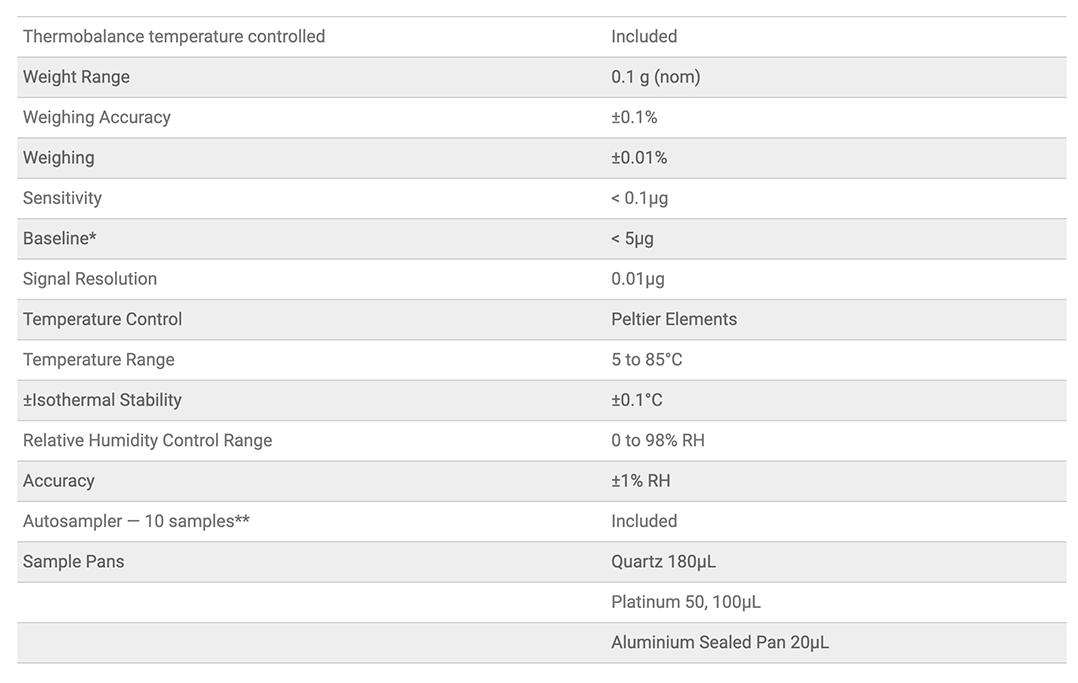 Thermobalance temperature controlled Included
Weight Range 0.1 g (nom)
Weighing Accuracy ±0.1%
Weighing ±0.01%
Sensitivity < 0.1µg
Baseline* < 5µg
Signal Resolution 0.01µg
Temperature Control Peltier Elements
Temperature Range 5 to 85°C
±Isothermal Stability ±0.1°C
Relative Humidity Control Range 0 to 98% RH
Accuracy ±1% RH
Autosampler — 10 samples** Included
Sample Pans Quartz 180µL
Platinum 50, 100µL
Aluminium Sealed Pan 20µL